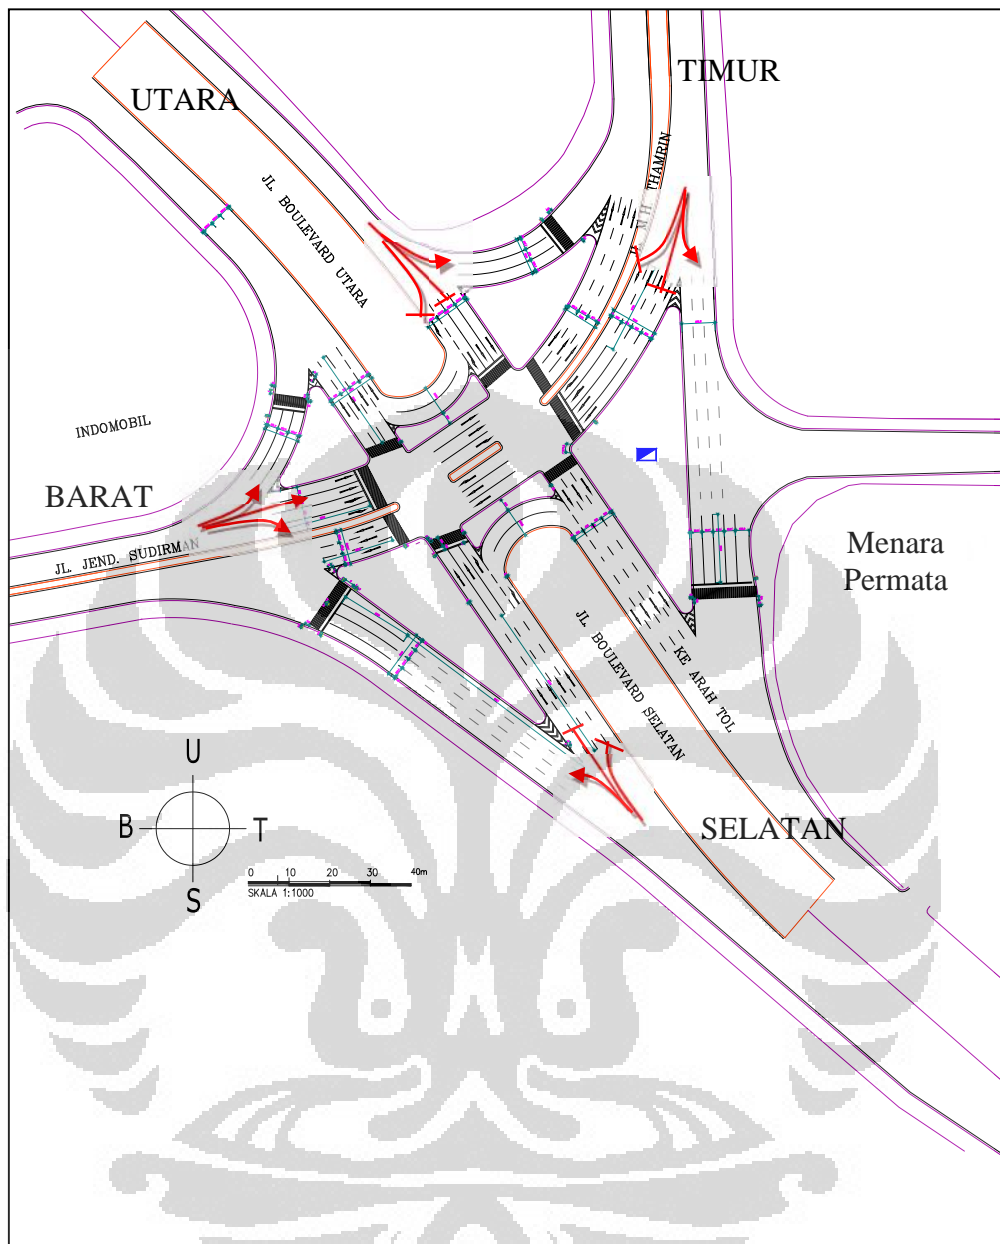 TIMUR
UTARA
MH THAMRIN
JL. BOULEVARD UTARA
INDOMOBIL
BARAT
JL. JEND. SUDIRMAN
Menara
Permata
KE ARAH TOL
JL. BOULEVARD SELATAN
SELATAN
U
B
T
S
0 10 20 30 40m
SKALA 1:1000